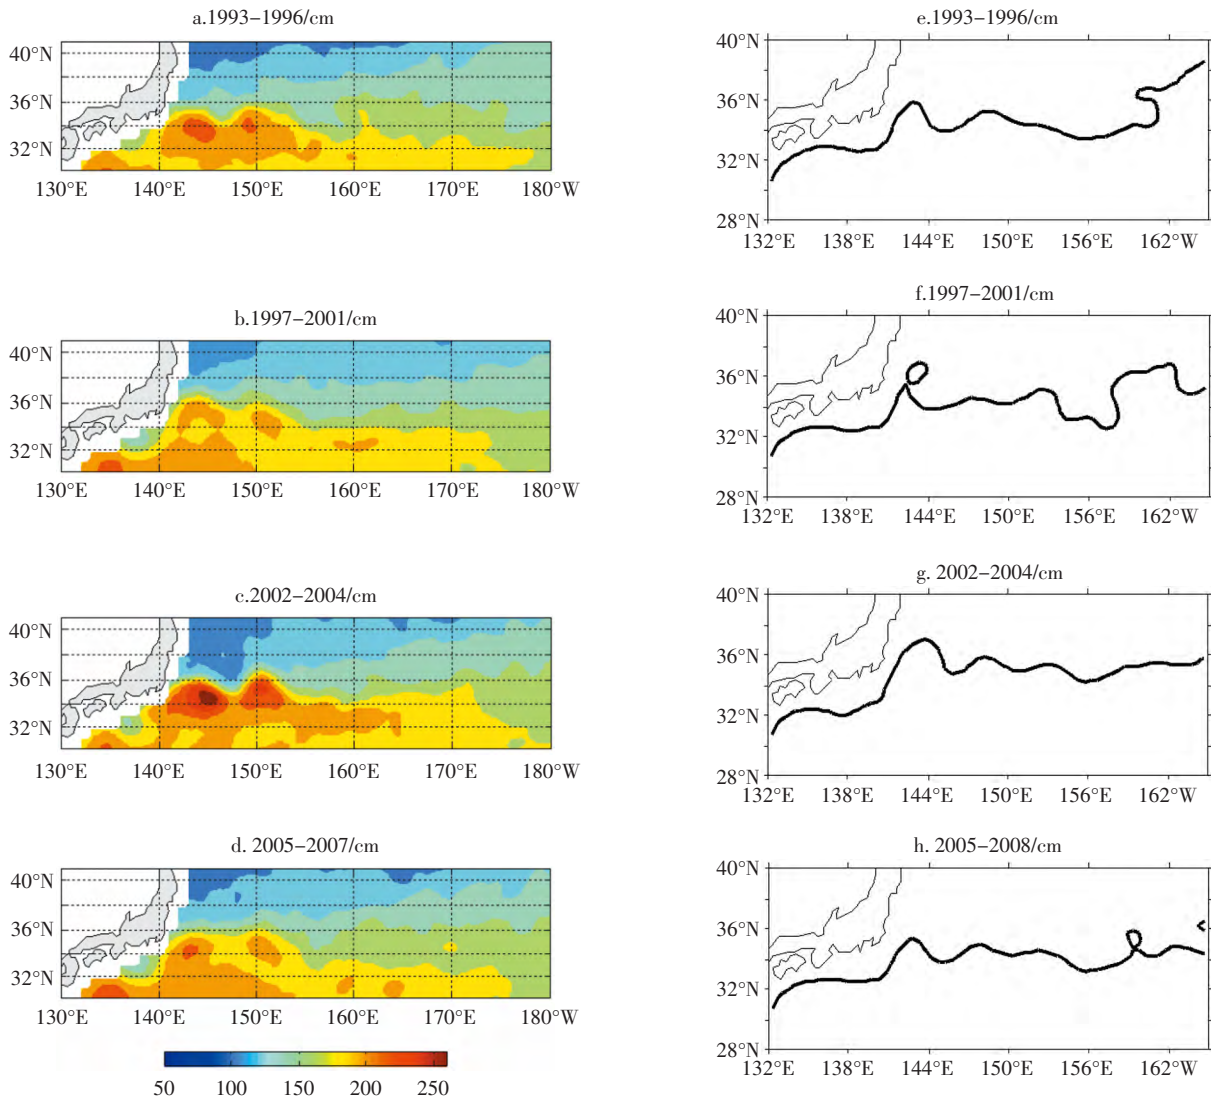 a.1993–1996/cm
40°N
36°N
32°N
130°E 140°E 150°E 160°E 170°E 180°W
b.1997–2001/cm
40°N
36°N
32°N
130°E 140°E 150°E 160°E 170°E 180°W
c.2002–2004/cm
40°N
36°N
32°N
130°E 140°E 150°E 160°E 170°E 180°W
d. 2005–2007/cm
40°N
36°N
32°N
130°E 140°E 150°E 160°E 170°E 180°W
50 100 150 200 250
e.1993–1996/cm
40°N
36°N
32°N
28°N
132°E 138°E 144°E 150°E 156°E 162°W
f.1997–2001/cm
40°N
36°N
32°N
28°N
132°E 138°E 144°E 150°E 156°E 162°W
g. 2002–2004/cm
40°N
36°N
32°N
28°N
132°E 138°E 144°E 150°E 156°E 162°W
h. 2005–2008/cm
40°N
36°N
32°N
28°N
132°E 138°E 144°E 150°E 156°E 162°W